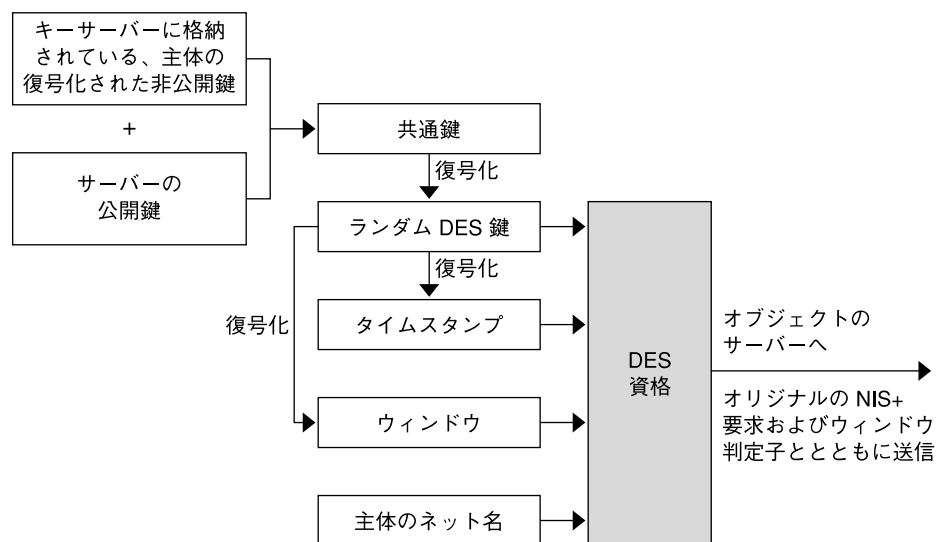 キーサーバーに格納
されている、主体の
復号化された非公開鍵
+
サーバーの
公開鍵
共通鍵
復号化
ランダム DES 鍵
復号化
復号化
タイムスタンプ
ウィンドウ
主体のネット名
DES
資格
オブジェクトの
サーバーへ
オリジナルの NIS+
要求およびウィンドウ
判定子ととともに送信